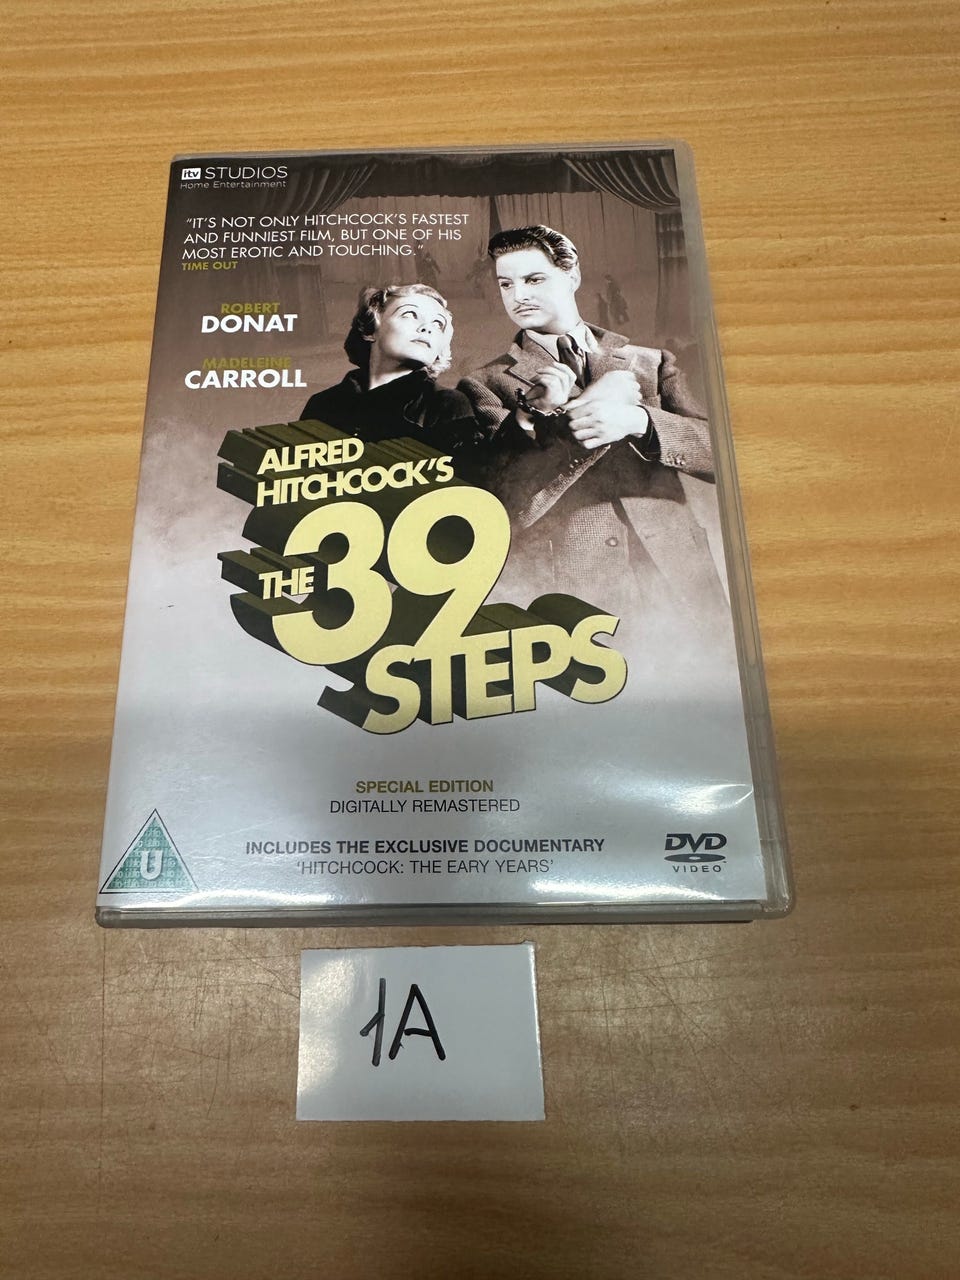 itv STUDIOS
Home Entertainment
"IT'S NOT ONLY HITCHCOCK'S FASTEST
AND FUNNIEST FILM, BUT ONE OF HIS
MOST EROTIC AND TOUCHING."
TIME OUT
ROBERT
DONAT
MADELEINE
CARROLL
ALFRED
HITCHCOCK'S
THE 39
STEPS
SPECIAL EDITION
DIGITALLY REMASTERED
INCLUDES THE EXCLUSIVE DOCUMENTARY
'HITCHCOCK: THE EARY YEARS'
U
DVD
VIDEO
1A